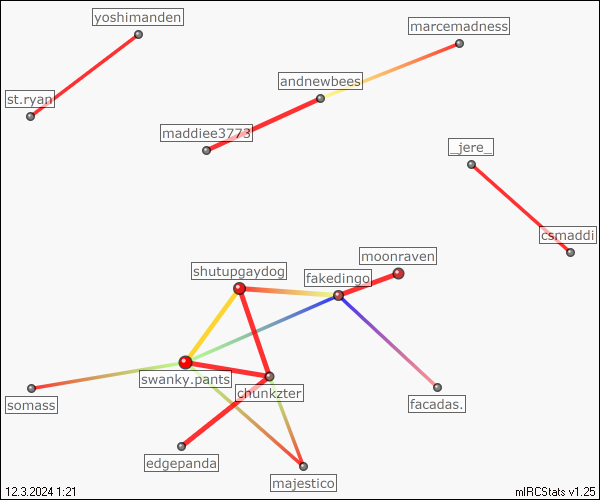 yoshimanden
marcemadness
andnewbees
st.ryan
maddiee3773
_jere_
csmaddi
moonraven
shutupgaydog
fakedingo
swanky.pants
chunkzter
somass
facadas.
edgepanda
majestico
12.3.2024 1:21
mIRCStats v1.25